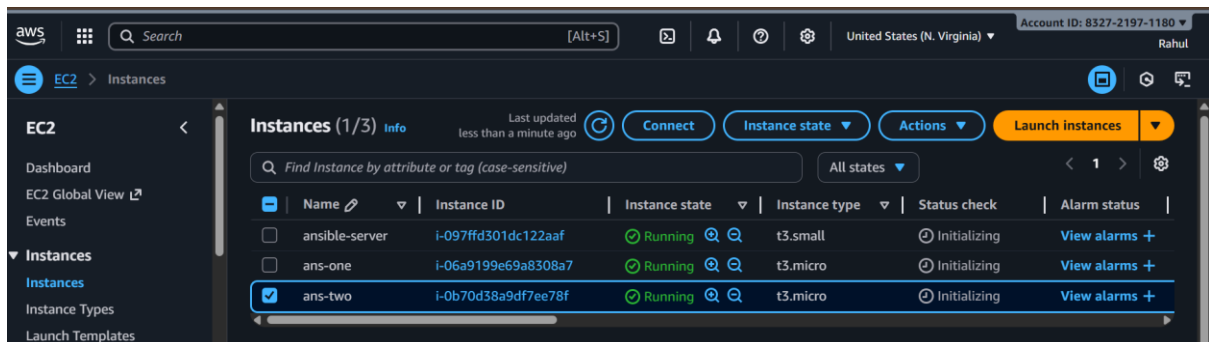 aws Search [Alt+S] United States (N. Virginia) Account ID: 8327-2197-1180
Rahul
EC2 > Instances
EC2
Dashboard
EC2 Global View
Events
Instances
Instances
Instance Types
Launch Templates
Instances (1/3) Info
Last updated
less than a minute ago
Connect Instance state Actions Launch instances
Find Instance by attribute or tag (case-sensitive) All states < 1 >
Name Instance ID Instance state Instance type Status check Alarm status
ansible-server i-097ffd301dc122aaf Running t3.small Initializing View alarms +
ans-one i-06a9199e69a8308a7 Running t3.micro Initializing View alarms +
ans-two i-0b70d38a9df7ee78f Running t3.micro Initializing View alarms +